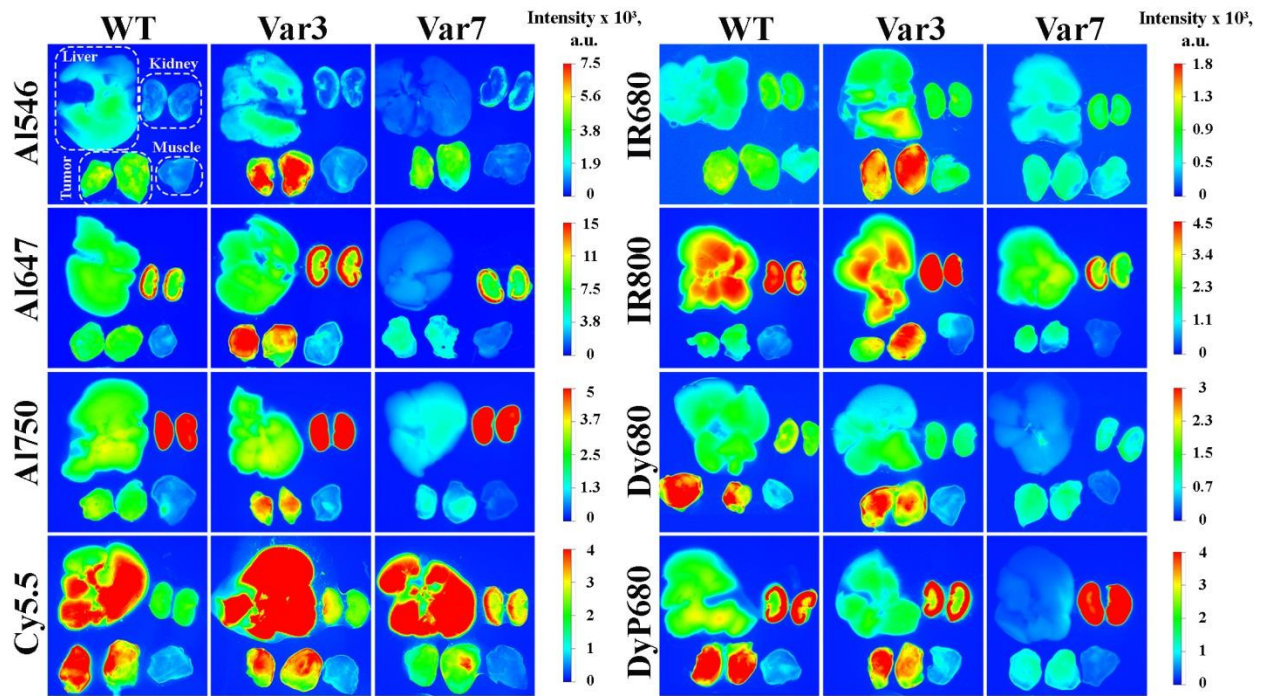 WT Var3 Var7 Intensity x 10³, a.u.
Al546
Liver
Kidney
Tumor
Muscle
7.5
5.6
3.8
1.9
0
Al647
15
11
7.5
3.8
0
Al750
5
3.7
2.5
1.3
0
Cy5.5
4
3
2
1
0
WT Var3 Var7 Intensity x 10³, a.u.
IR680
1.8
1.3
0.9
0.5
0
IR800
4.5
3.4
2.3
1.1
0
Dy680
3
2.3
1.5
1.7
0
DyP680
4
3
2
1
0